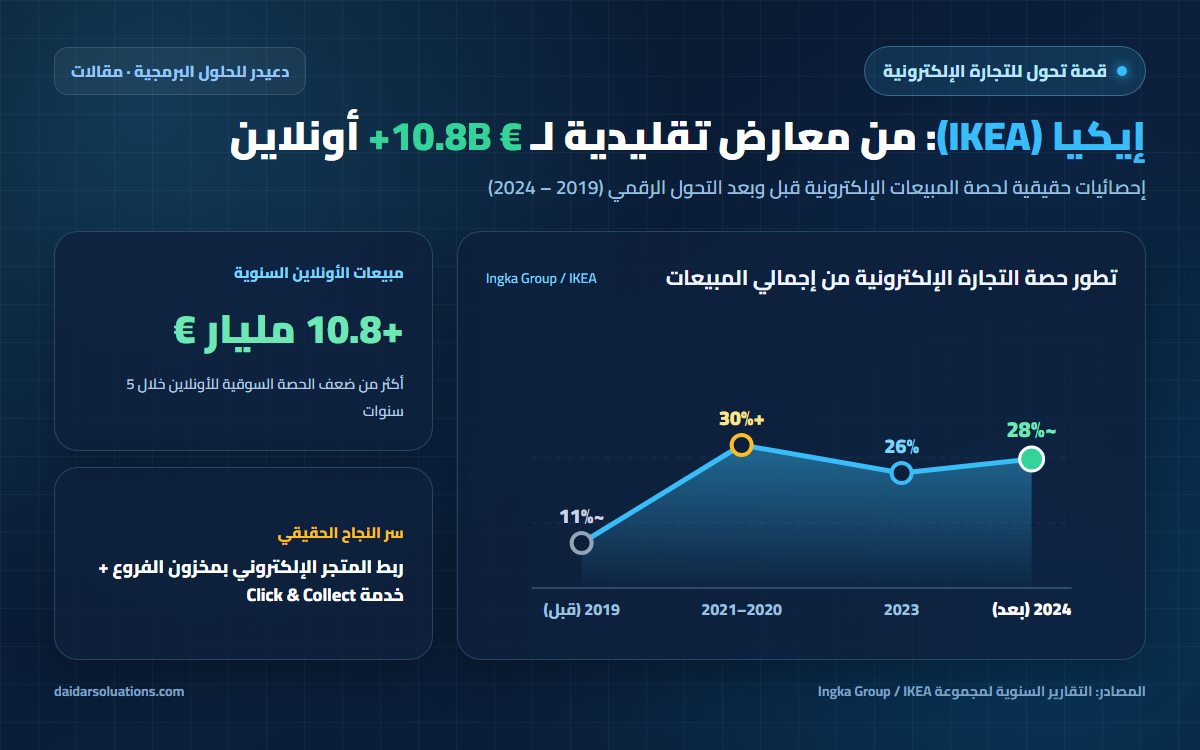 قصة تحول للتجارة الإلكترونية
دعيدر للحلول البرمجية · مقالات
إيكيا (IKEA): من معارض تقليدية لـ € 10.8B+ أونلاين
إحصائيات حقيقية لحصة المبيعات الإلكترونية قبل وبعد التحول الرقمي (2019 – 2024)
تطور حصة التجارة الإلكترونية من إجمالي المبيعات
Ingka Group / IKEA
11%~
30%+
26%
28%~
2019 (قبل)
2020–2021
2023
2024 (بعد)
مبيعات الأونلاين السنوية
+10.8 مليار €
أكثر من ضعف الحصة السوقية للأونلاين خلال 5
سنوات
سر النجاح الحقيقي
ربط المتجر الإلكتروني بمخزون الفروع +
خدمة Click & Collect
المصادر: التقارير السنوية لمجموعة Ingka Group / IKEA
daidarsoluations.com